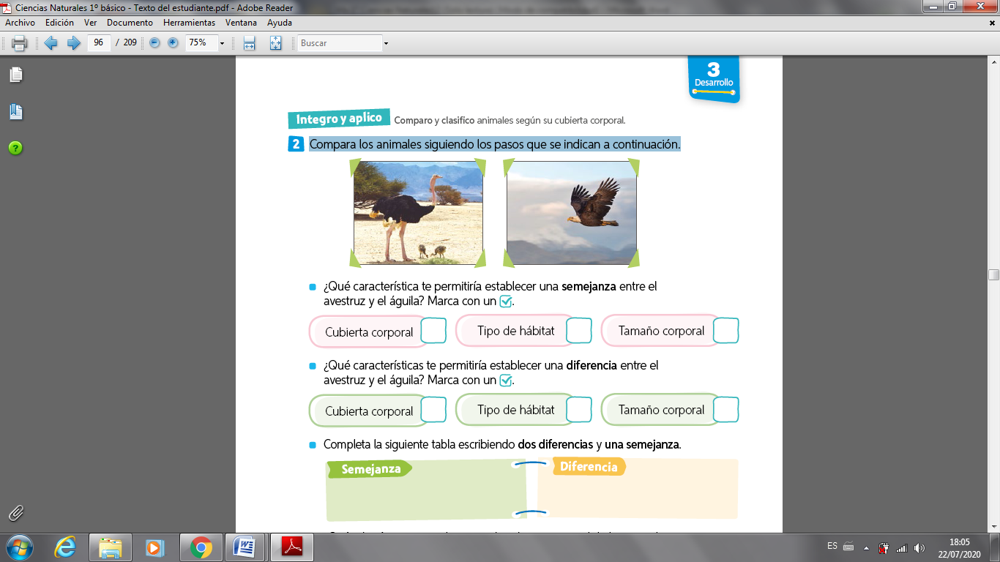 Ciencias Naturales 1º básico - Texto del estudiante.pdf - Adobe Reader
Archivo Edición Ver Documento Herramientas Ventana Ayuda
96 / 209 75% Buscar
3
Desarrollo
Integro y aplico Comparo y clasifico animales según su cubierta corporal.
2 Compara los animales siguiendo los pasos que se indican a continuación.
¿Qué característica te permitiría establecer una semejanza entre el
avestruz y el águila? Marca con un ☑.
Cubierta corporal Tipo de hábitat Tamaño corporal
¿Qué características te permitiría establecer una diferencia entre el
avestruz y el águila? Marca con un ☑.
Cubierta corporal Tipo de hábitat Tamaño corporal
Completa la siguiente tabla escribiendo dos diferencias y una semejanza.
Semejanza Diferencia
ES 18:05
22/07/2020